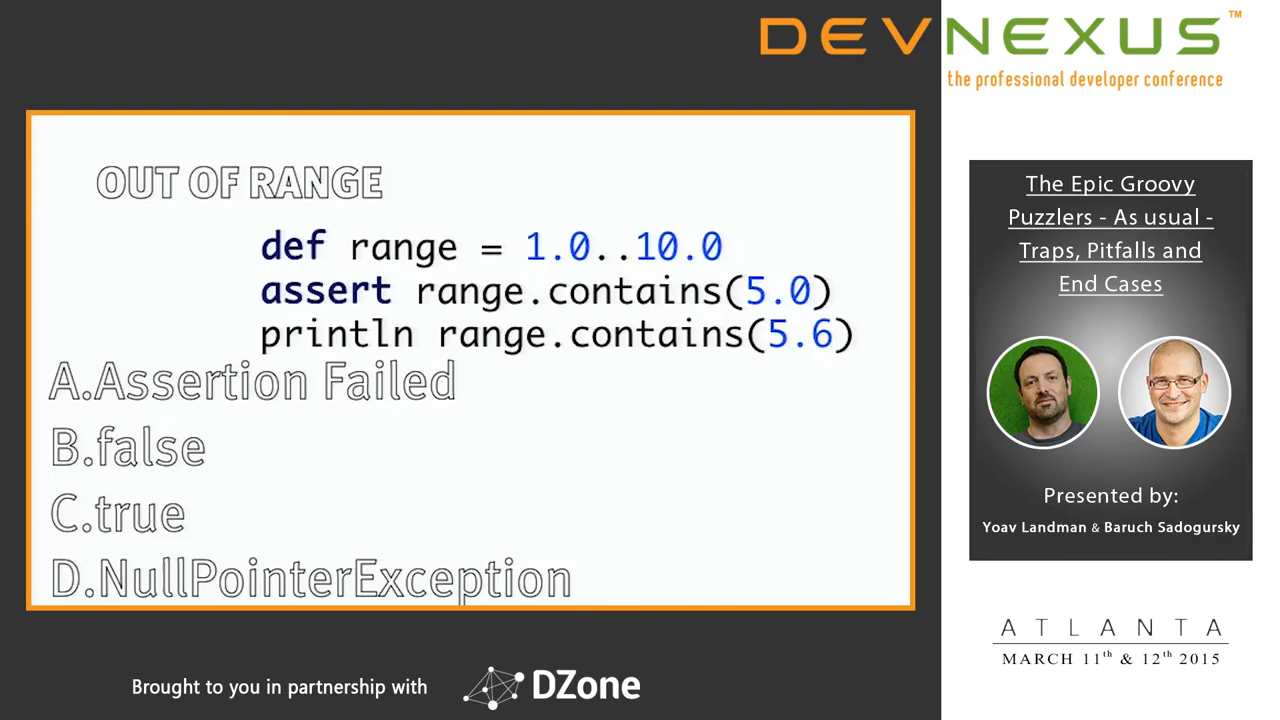 DEVNEXUS™
the professional developer conference
OUT OF RANGE
def range = 1.0..10.0
assert range.contains(5.0)
println range.contains(5.6)
A.Assertion Failed
B.false
C.true
D.NullPointerException
The Epic Groovy
Puzzlers - As usual -
Traps, Pitfalls and
End Cases
Presented by:
Yoav Landman & Baruch Sadogursky
ATLANTA
MARCH 11th & 12th 2015
Brought to you in partnership with
DZone